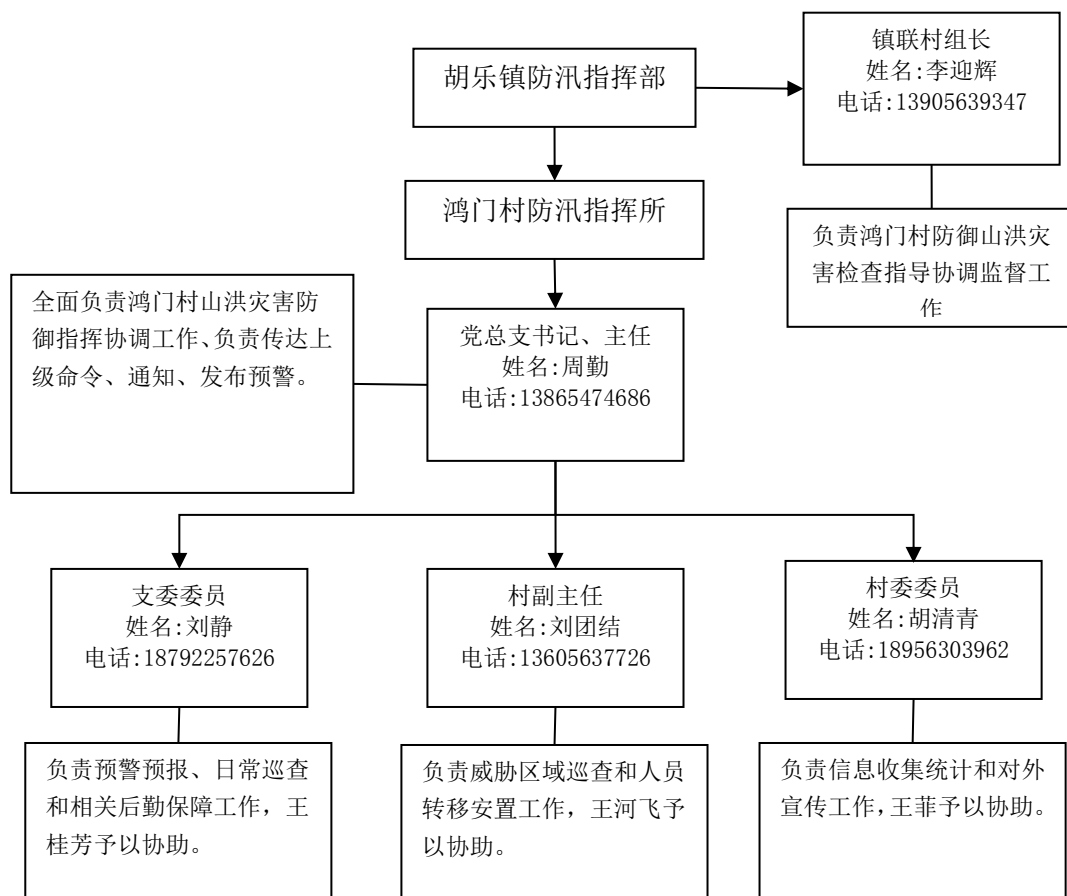 胡乐镇防汛指挥部
镇联村组长
姓名:李迎辉
电话:13905639347
鸿门村防汛指挥所
负责鸿门村防御山洪灾
害检查指导协调监督工
作
全面负责鸿门村山洪灾害防
御指挥协调工作、负责传达上
级命令、通知、发布预警。
党总支书记、主任
姓名:周勤
电话:13865474686
支委委员
姓名:刘静
电话:18792257626
村副主任
姓名:刘团结
电话:13605637726
村委委员
姓名:胡清青
电话:18956303962
负责预警预报、日常巡查
和相关后勤保障工作，王
桂芳予以协助。
负责威胁区域巡查和人员
转移安置工作，王河飞予
以协助。
负责信息收集统计和对外
宣传工作,王菲予以协助。